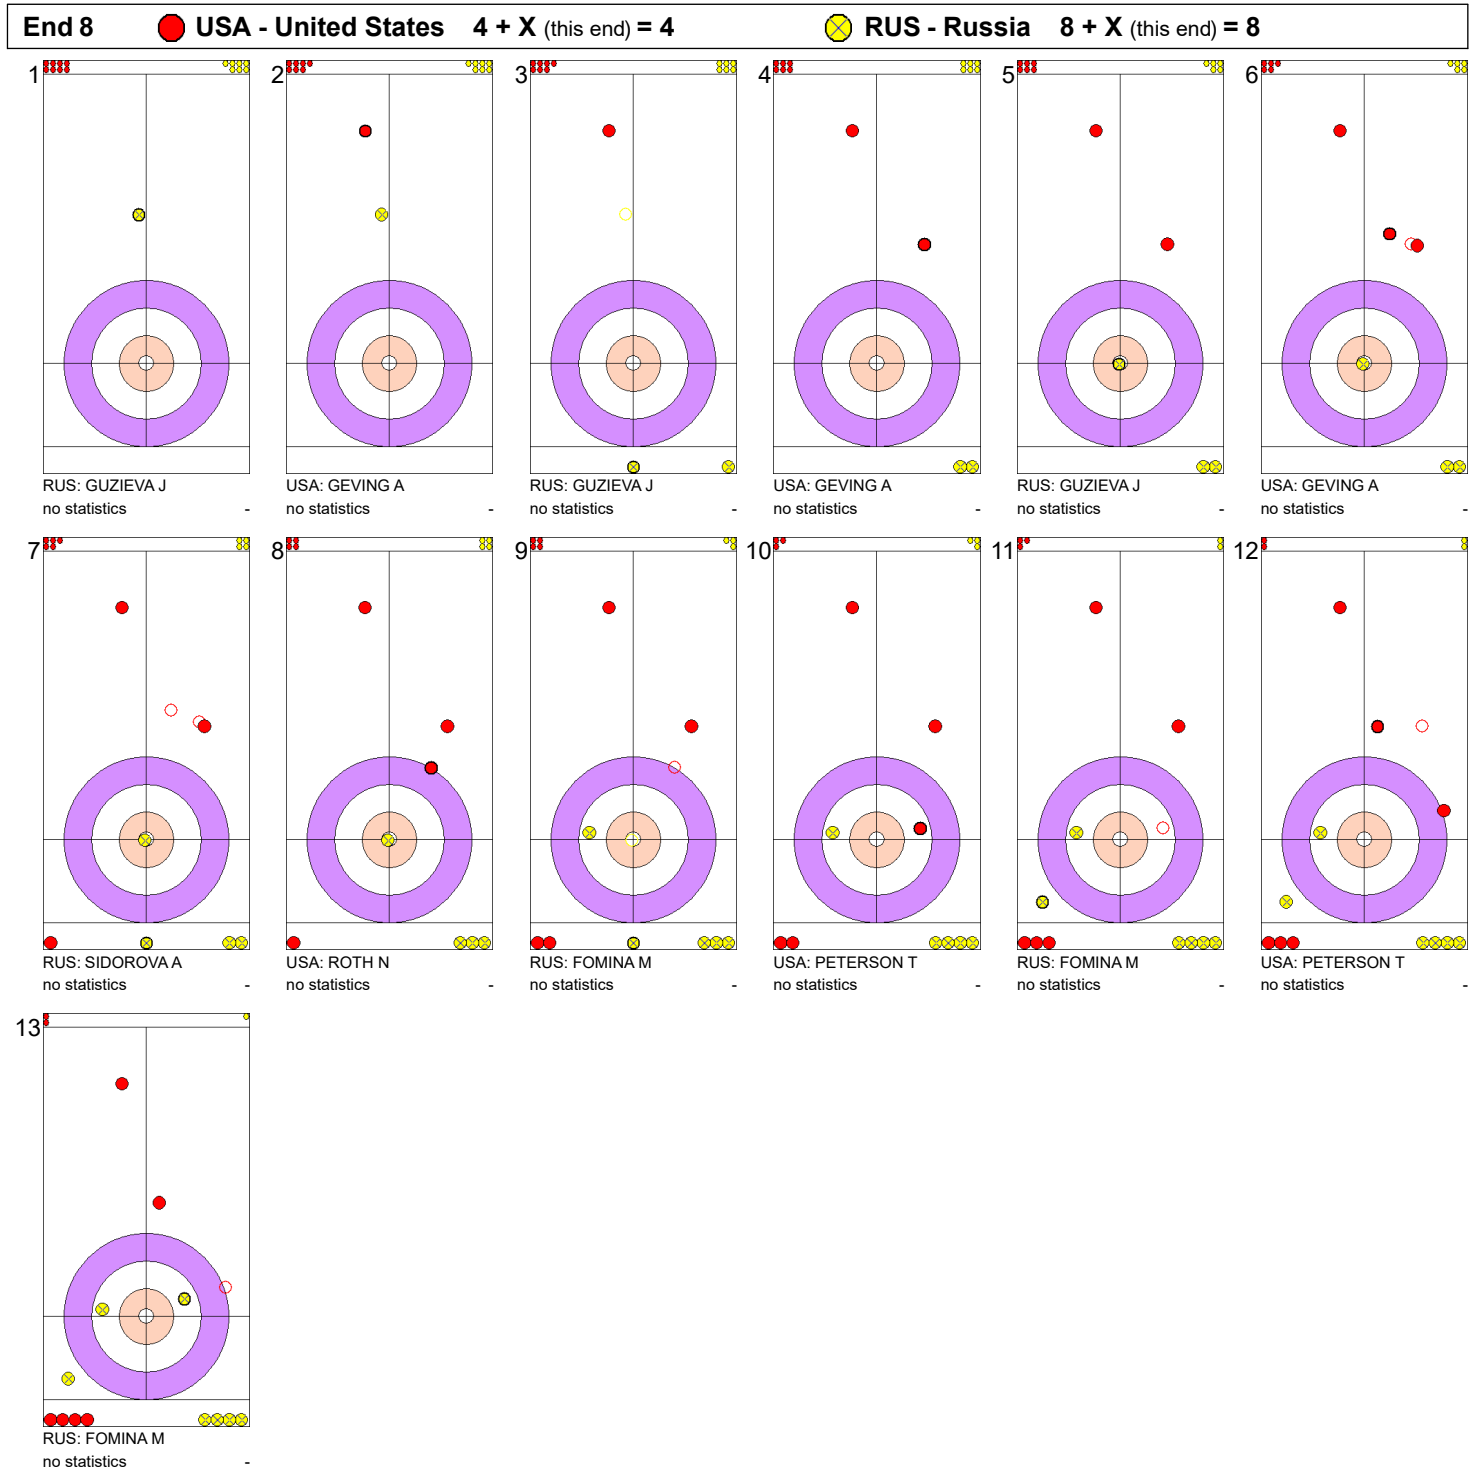 End 8 USA - United States 4 + X (this end) = 4 RUS - Russia 8 + X (this end) = 8
1 2 3 4 5 6
RUS: GUZIEVA J USA: GEVING A RUS: GUZIEVA J USA: GEVING A RUS: GUZIEVA J USA: GEVING A
no statistics - no statistics - no statistics - no statistics - no statistics - no statistics -
7 8 9 10 11 12
RUS: SIDOROVA A USA: ROTH N RUS: FOMINA M USA: PETERSON T RUS: FOMINA M USA: PETERSON T
no statistics - no statistics - no statistics - no statistics - no statistics - no statistics -
13
RUS: FOMINA M
no statistics -